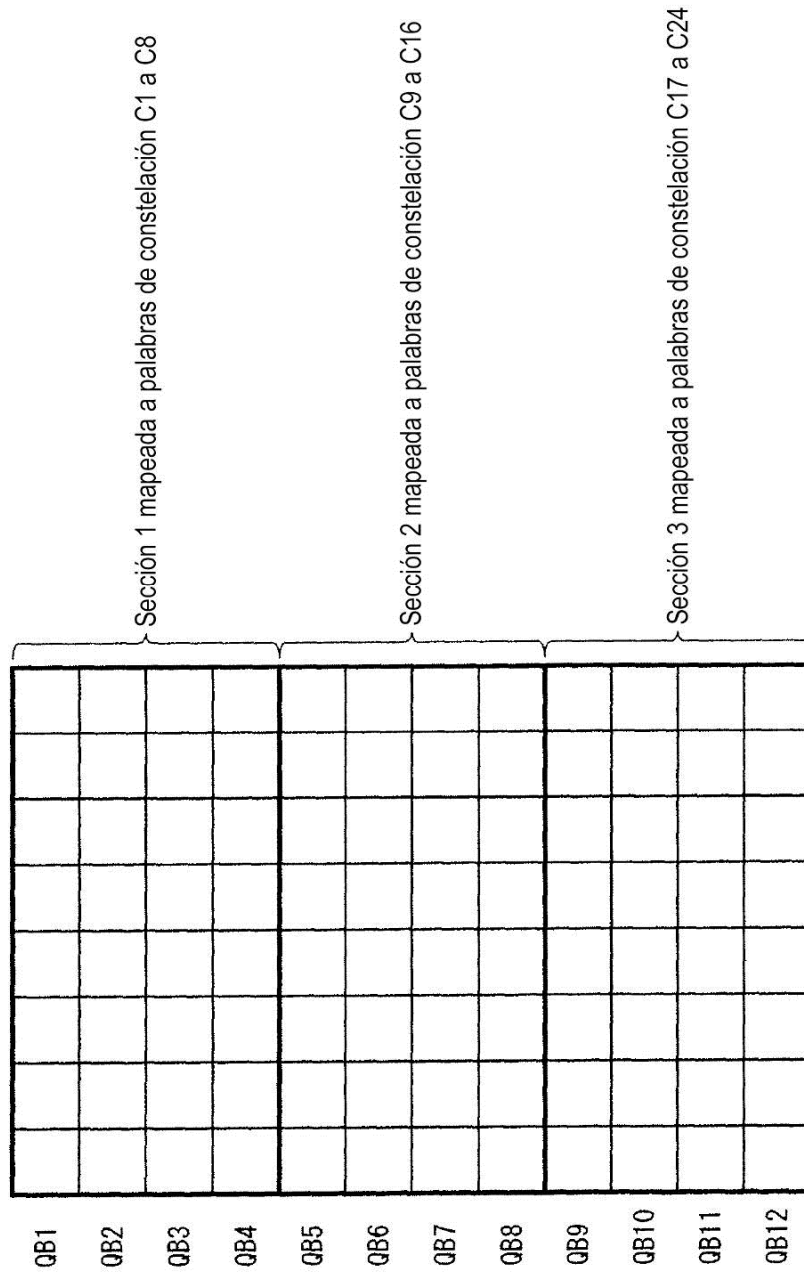 QB1
QB2
QB3
QB4
QB5
QB6
QB7
QB8
QB9
QB10
QB11
QB12
Sección 1 mapeada a palabras de constelación C1 a C8
Sección 2 mapeada a palabras de constelación C9 a C16
Sección 3 mapeada a palabras de constelación C17 a C24